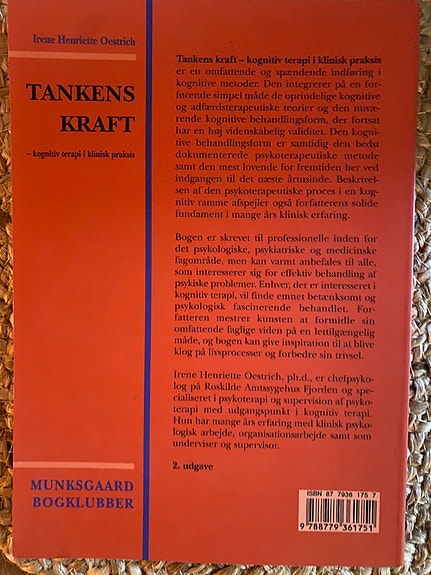 Irene Henriette Oestrich
TANKENS
KRAFT
– kognitiv terapi i klinisk praksis
MUNKSGAARD
BOGKLUBBER
Tankens kraft – kognitiv terapi i klinisk praksis
er en omfattende og spændende indføring i
kognitive metoder. Den integrerer på en for-
førende simpel måde de oprindelige kognitive
og adfærdsterapeutiske teorier og den nuvæ-
rende kognitive behandlingsform, der fortsat
har en høj videnskabelig validitet. Den kogni-
tive behandlingsform er samtidig den bedst
dokumenterede psykoterapeutiske metode
samt den mest lovende for fremtiden her ved
indgangen til det næste årtusinde. Beskrivel-
sen af den psykoterapeutiske proces i en kog-
nitiv ramme afspejler også forfatterens solide
fundament i mange års klinisk erfaring.
Bogen er skrevet til professionelle inden for
det psykologiske, psykiatriske og medicinske
fagområde, men kan varmt anbefales til alle,
som interesserer sig for effektiv behandling af
psykiske problemer. Enhver, der er interesseret i
kognitiv terapi, vil finde emnet betænksomt og
psykologisk fascinerende behandlet. For-
fatteren mestrer kunsten at formidle sin
omfattende faglige viden på en lettilgængelig
måde, og bogen kan give inspiration til at blive
klog på livsprocesser og forbedre sin trivsel.
Irene Henriette Oestrich, ph.d., er chefpsyko-
log på Roskilde Amtssygehus Fjorden og spe-
cialiseret i psykoterapi og supervision af psyko-
terapi med udgangspunkt i kognitiv terapi.
Hun har mange års erfaring med klinisk psyko-
logisk arbejde, organisationsarbejde samt som
underviser og supervisor.
2. udgave
ISBN 87 7936 175 7
9 788779 361751